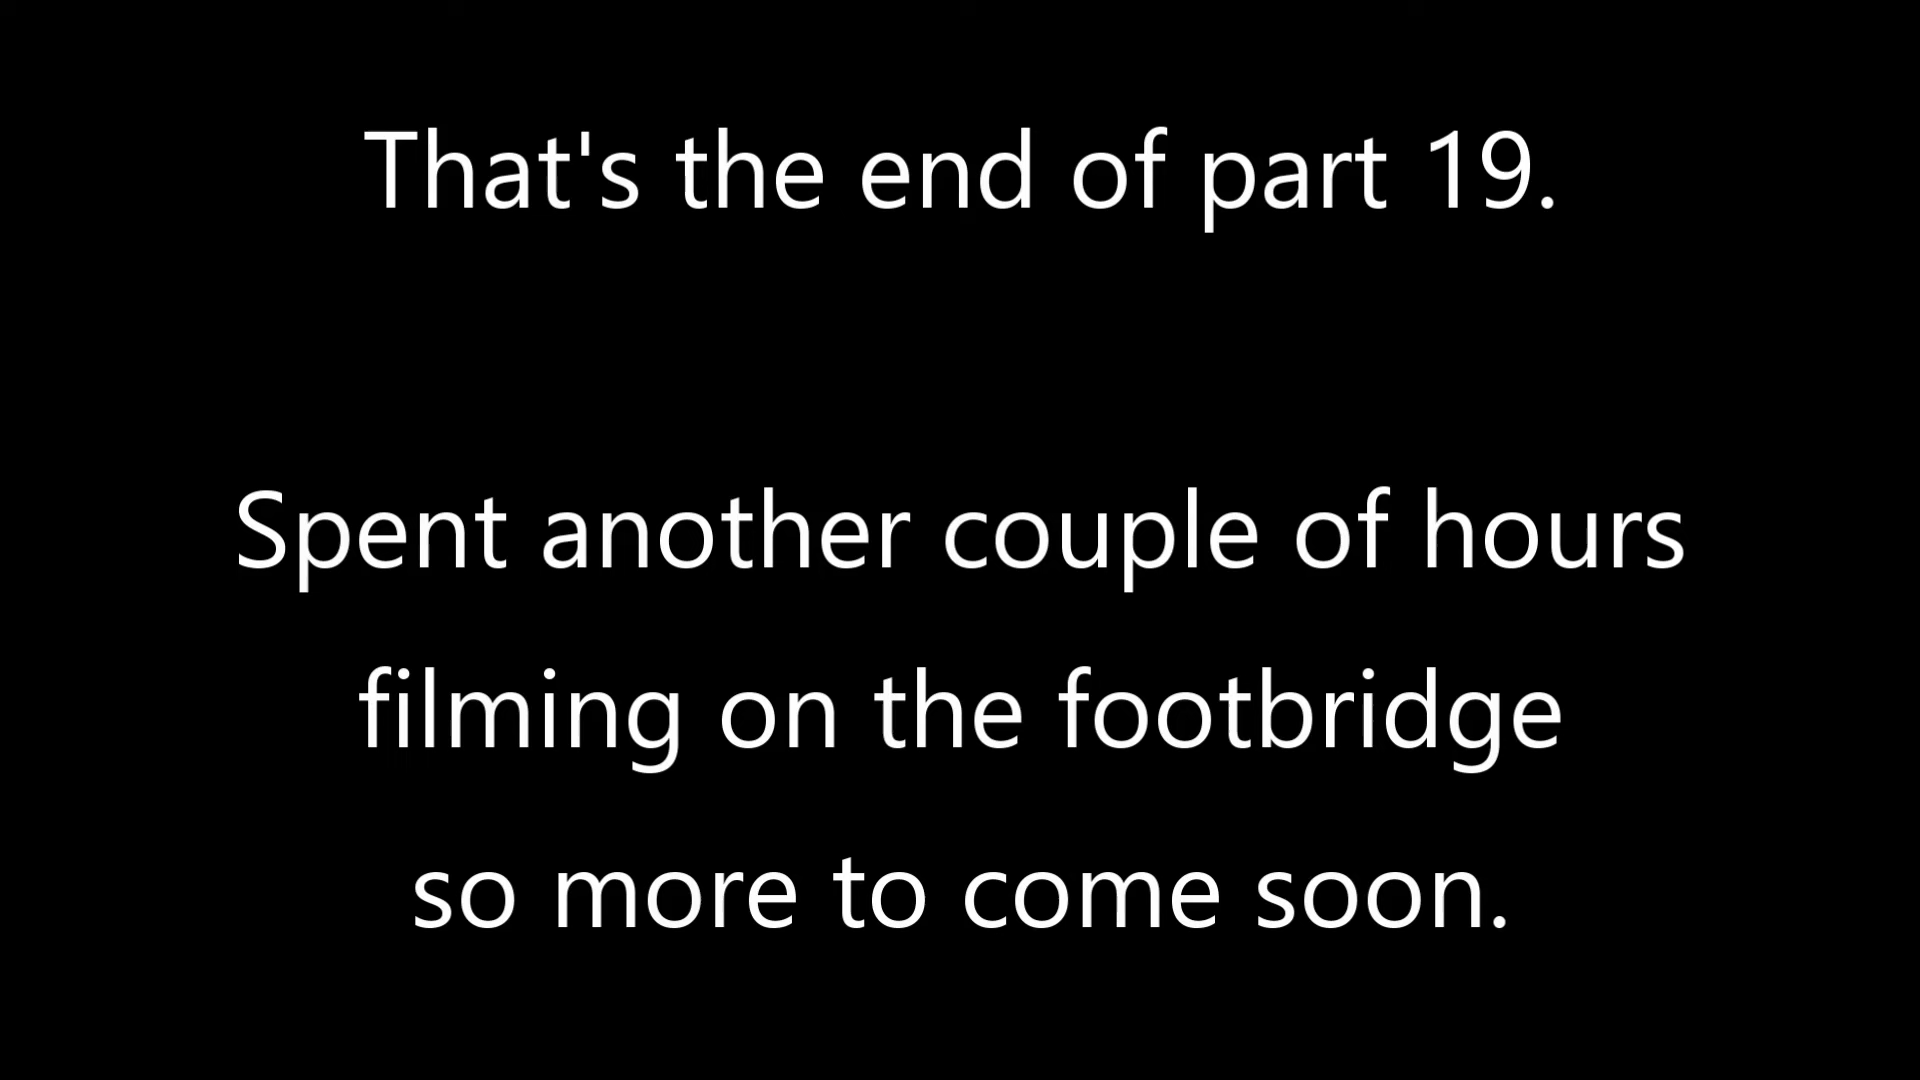 That's the end of part 19.
Spent another couple of hours
filming on the footbridge
so more to come soon.